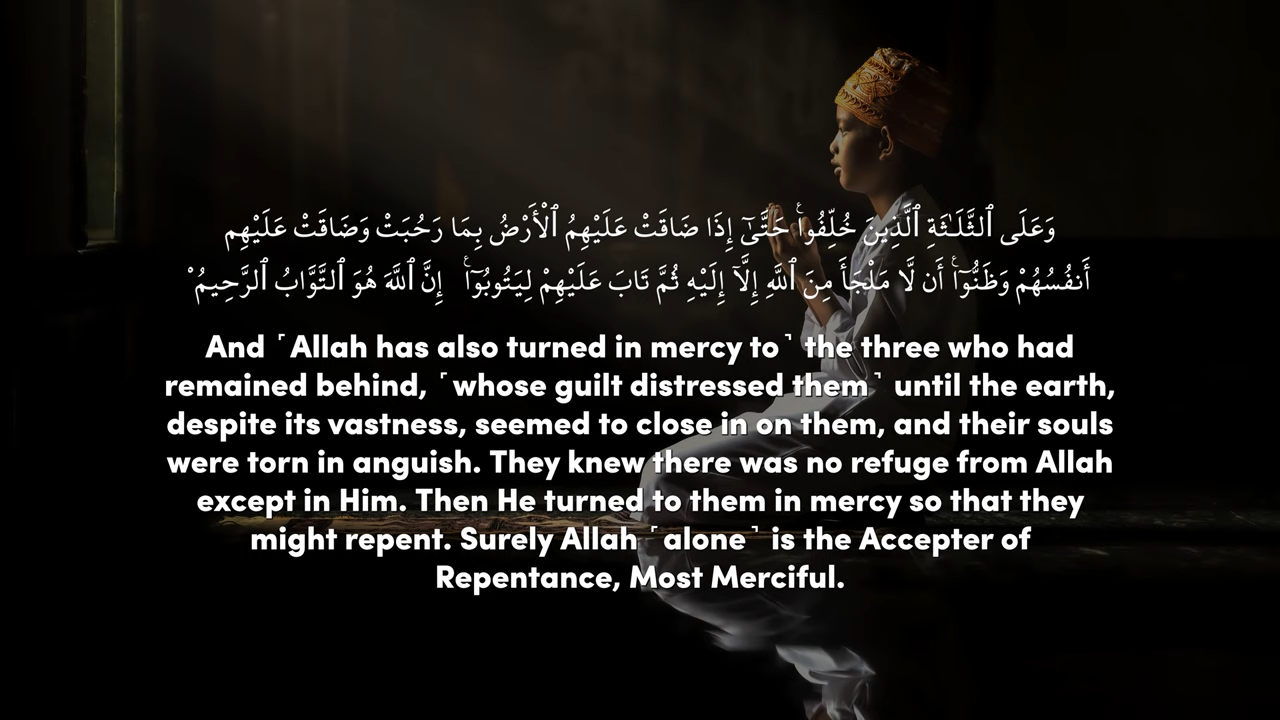 وَعَلَى ٱلثَّلَـٰثَةِ ٱلَّذِينَ خُلِّفُوا۟ حَتَّىٰٓ إِذَا ضَاقَتْ عَلَيْهِمُ ٱلْأَرْضُ بِمَا رَحُبَتْ وَضَاقَتْ عَلَيْهِم
أَنفُسُهُمْ وَظَنُّوٓا۟ أَن لَّا مَلْجَأَ مِنَ ٱللَّهِ إِلَّآ إِلَيْهِ ثُمَّ تَابَ عَلَيْهِمْ لِيَتُوبُوٓا۟ إِنَّ ٱللَّهَ هُوَ ٱلتَّوَّابُ ٱلرَّحِيمُ
And ˹Allah has also turned in mercy to˺ the three who had
remained behind, ˹whose guilt distressed them˺ until the earth,
despite its vastness, seemed to close in on them, and their souls
were torn in anguish. They knew there was no refuge from Allah
except in Him. Then He turned to them in mercy so that they
might repent. Surely Allah ˹alone˺ is the Accepter of
Repentance, Most Merciful.